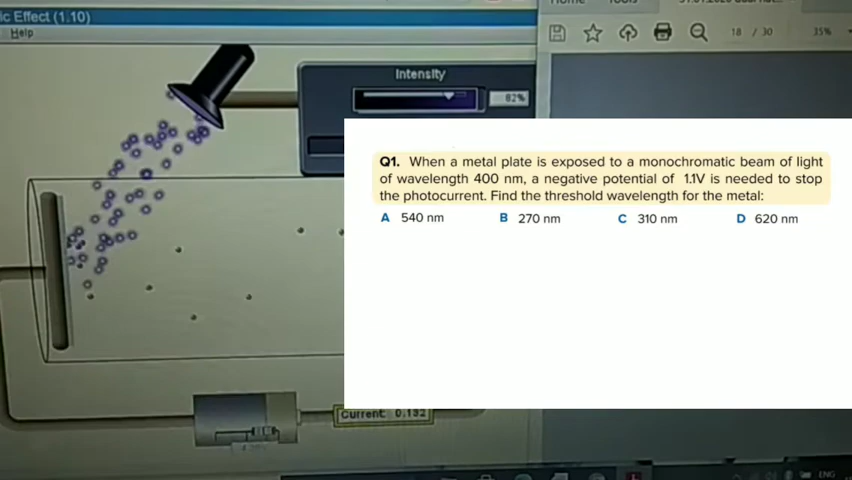 ic Effect (1.10)
Help
Intensity
82%
18 / 30
35%
Q1. When a metal plate is exposed to a monochromatic beam of light
of wavelength 400 nm, a negative potential of 1.1V is needed to stop
the photocurrent. Find the threshold wavelength for the metal:
A 540 nm B 270 nm C 310 nm D 620 nm
Current: 0.132
ENG